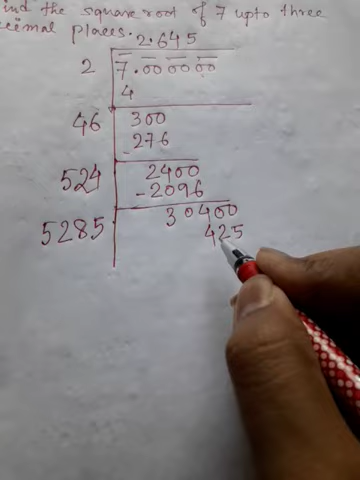 ind the square root of 7 upto three
cimal places.
2.645
2 7.00 00 00
4
46 300
- 276
524 2400
- 2096
5285 30400
425